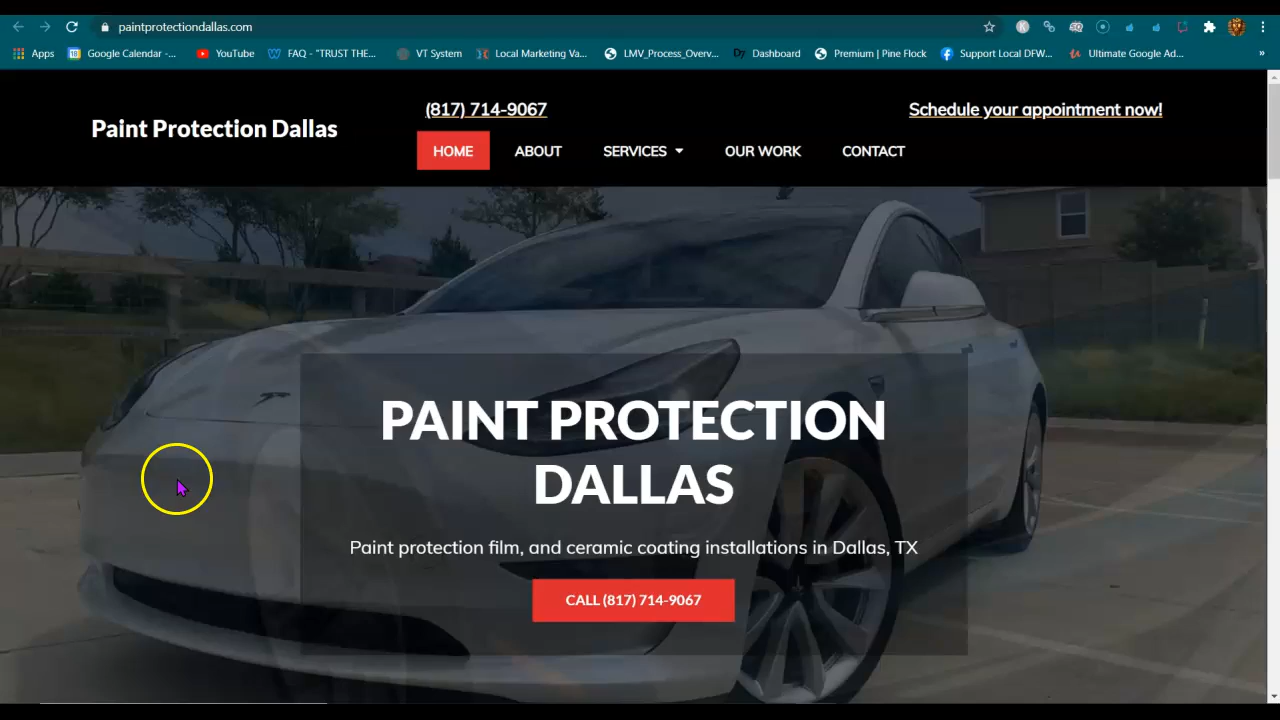 paintprotectiondallas.com
Apps
Google Calendar -...
YouTube
FAQ - "TRUST THE...
VT System
Local Marketing Va...
LMV_Process_Overv...
Dashboard
Premium | Pine Flock
Support Local DFW...
Ultimate Google Ad...
»
Paint Protection Dallas
(817) 714-9067
Schedule your appointment now!
HOME
ABOUT
SERVICES
OUR WORK
CONTACT
PAINT PROTECTION
DALLAS
Paint protection film, and ceramic coating installations in Dallas, TX
CALL (817) 714-9067